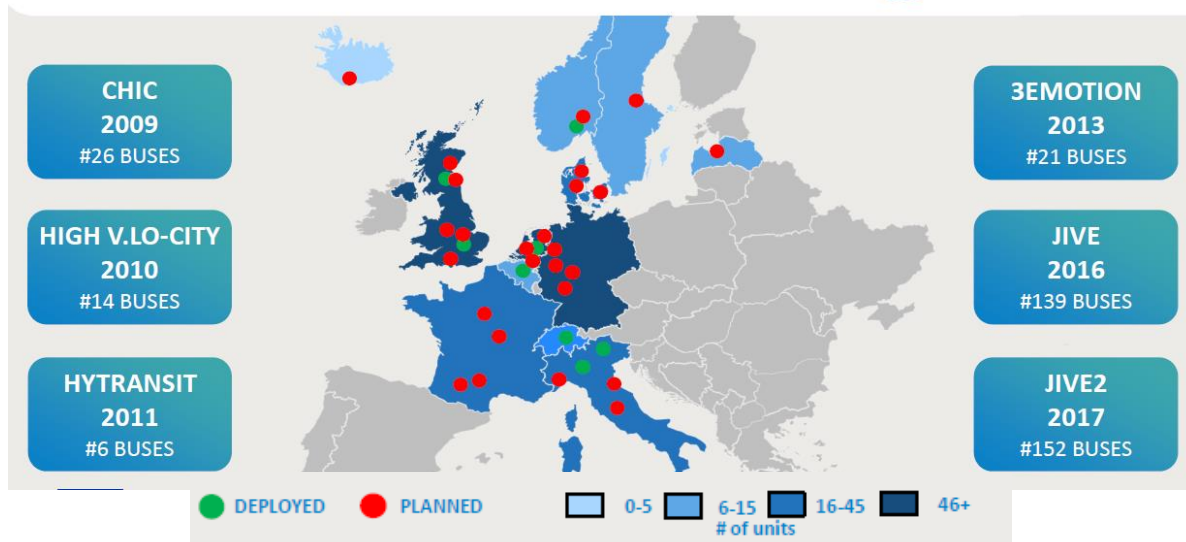 CHIC
2009
#26 BUSES
HIGH V.LO-CITY
2010
#14 BUSES
HYTRANSIT
2011
#6 BUSES
3EMOTION
2013
#21 BUSES
JIVE
2016
#139 BUSES
JIVE2
2017
#152 BUSES
DEPLOYED PLANNED 0-5 6-15 16-45 46+
# of units